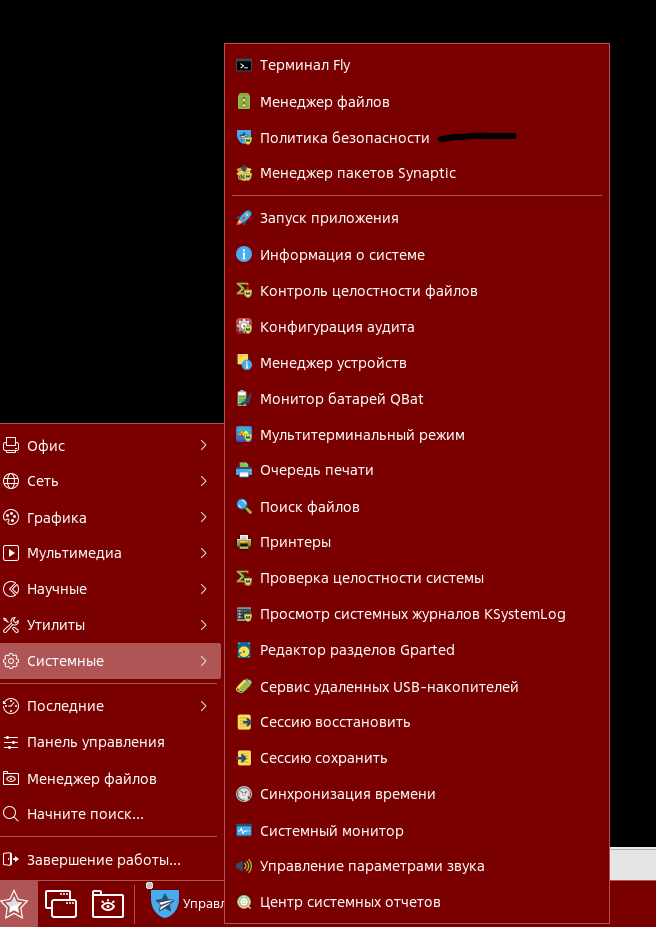 Терминал Fly
Менеджер файлов
Политика безопасности
Менеджер пакетов Synaptic
Запуск приложения
Информация о системе
Контроль целостности файлов
Конфигурация аудита
Менеджер устройств
Монитор батарей QBat
Мультитерминальный режим
Очередь печати
Поиск файлов
Принтеры
Проверка целостности системы
Просмотр системных журналов KSystemLog
Редактор разделов Gparted
Сервис удаленных USB-накопителей
Сессию восстановить
Сессию сохранить
Синхронизация времени
Системный монитор
Управление параметрами звука
Центр системных отчетов
Офис
Сеть
Графика
Мультимедиа
Научные
Утилиты
Системные
Последние
Панель управления
Менеджер файлов
Начните поиск...
Завершение работы...
Управл